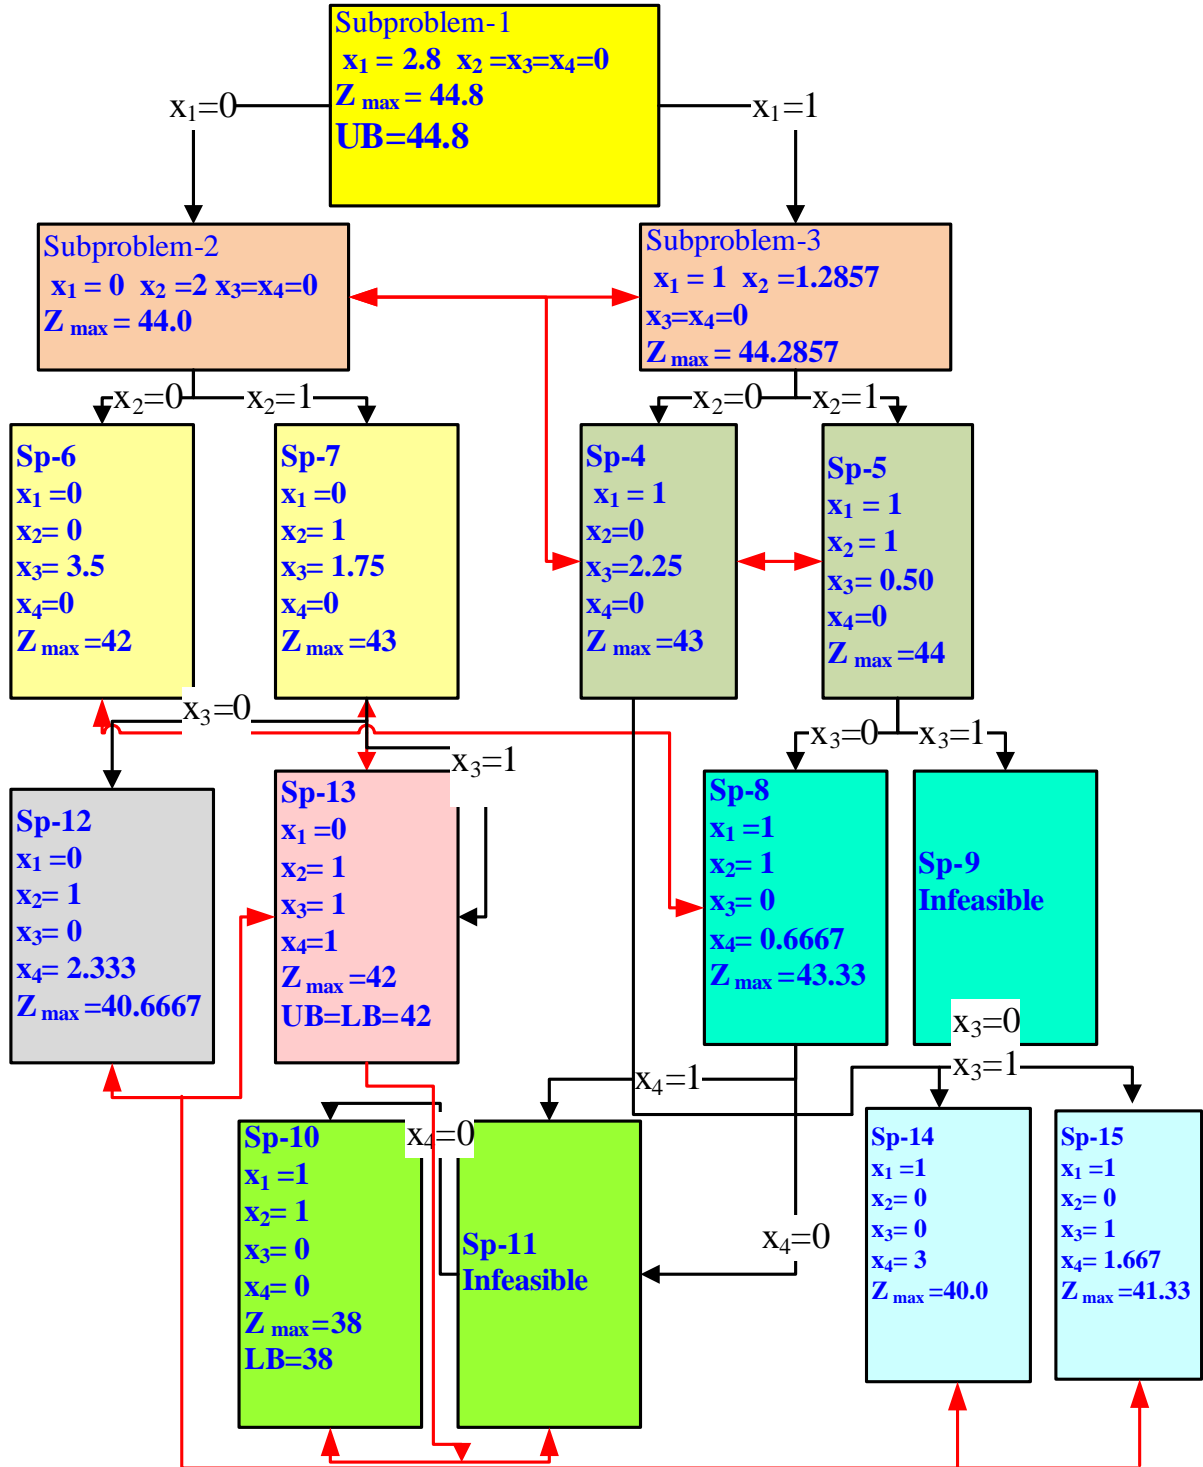 Subproblem-1
x₁ = 2.8 x₂ =x₃=x₄=0
Z max = 44.8
UB=44.8
x₁=0
x₁=1
Subproblem-2
x₁ = 0 x₂ =2 x₃=x₄=0
Z max = 44.0
Subproblem-3
x₁ = 1 x₂ =1.2857
x₃=x₄=0
Z max = 44.2857
x₂=0
x₂=1
x₂=0
x₂=1
Sp-6
x₁ =0
x₂= 0
x₃= 3.5
x₄=0
Z max =42
Sp-7
x₁ =0
x₂= 1
x₃= 1.75
x₄=0
Z max =43
Sp-4
x₁ = 1
x₂=0
x₃=2.25
x₄=0
Z max =43
Sp-5
x₁ = 1
x₂= 1
x₃= 0.50
x₄=0
Z max =44
x₃=0
x₃=1
x₃=0
x₃=1
Sp-12
x₁ =0
x₂= 1
x₃= 0
x₄= 2.333
Z max =40.6667
Sp-13
x₁ =0
x₂= 1
x₃= 1
x₄=1
Z max =42
UB=LB=42
Sp-8
x₁ =1
x₂= 1
x₃= 0
x₄= 0.6667
Z max =43.33
Sp-9
Infeasible
x₃=0
x₃=1
x₄=1
x₄=0
x₄=0
Sp-10
x₁ =1
x₂= 1
x₃= 0
x₄= 0
Z max =38
LB=38
Sp-11
Infeasible
Sp-14
x₁ =1
x₂= 0
x₃= 0
x₄= 3
Z max =40.0
Sp-15
x₁ =1
x₂= 0
x₃= 1
x₄= 1.667
Z max =41.33